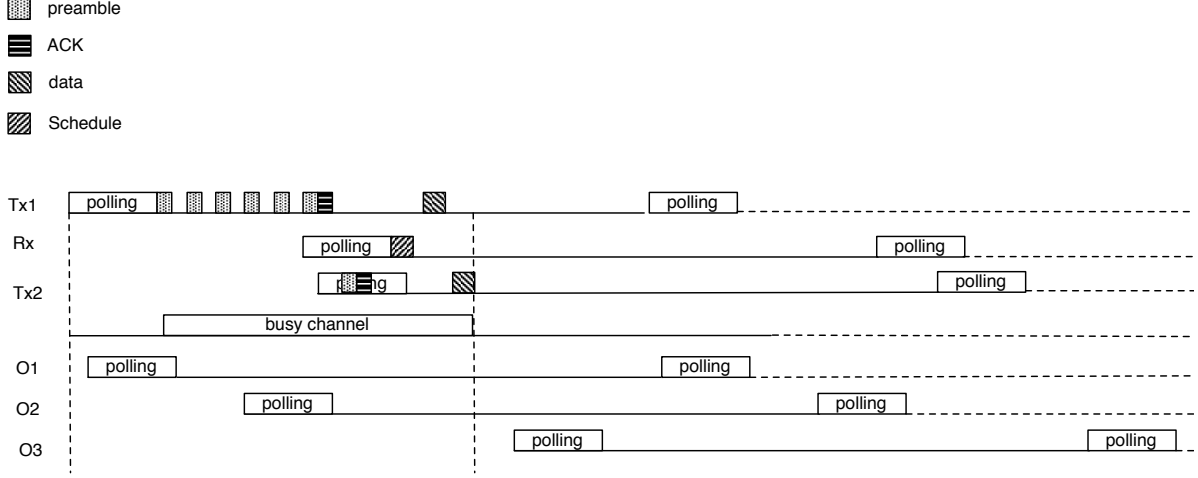 preamble
ACK
data
Schedule
Tx1 polling polling
Rx polling polling
Tx2 polling polling
busy channel
O1 polling polling
O2 polling polling
O3 polling polling